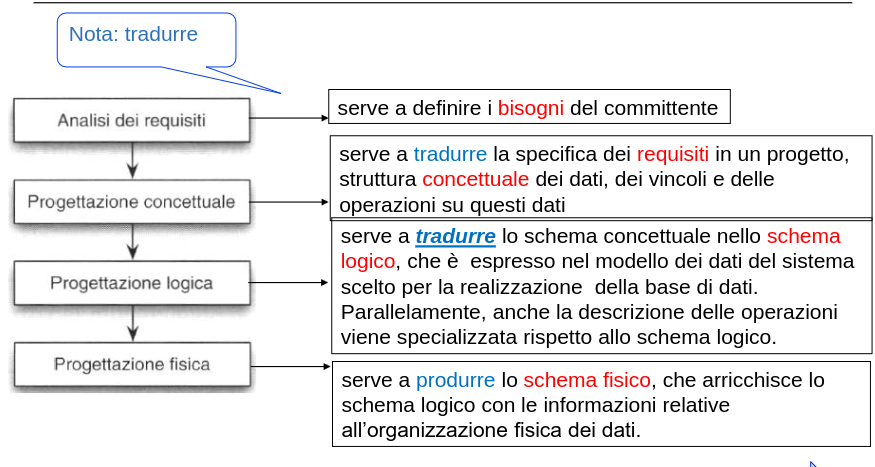 Nota: tradurre
Analisi dei requisiti
serve a definire i bisogni del committente
Progettazione concettuale
serve a tradurre la specifica dei requisiti in un progetto,
struttura concettuale dei dati, dei vincoli e delle
operazioni su questi dati
Progettazione logica
serve a tradurre lo schema concettuale nello schema
logico, che è espresso nel modello dei dati del sistema
scelto per la realizzazione della base di dati.
Parallelamente, anche la descrizione delle operazioni
viene specializzata rispetto allo schema logico.
Progettazione fisica
serve a produrre lo schema fisico, che arricchisce lo
schema logico con le informazioni relative
all'organizzazione fisica dei dati.